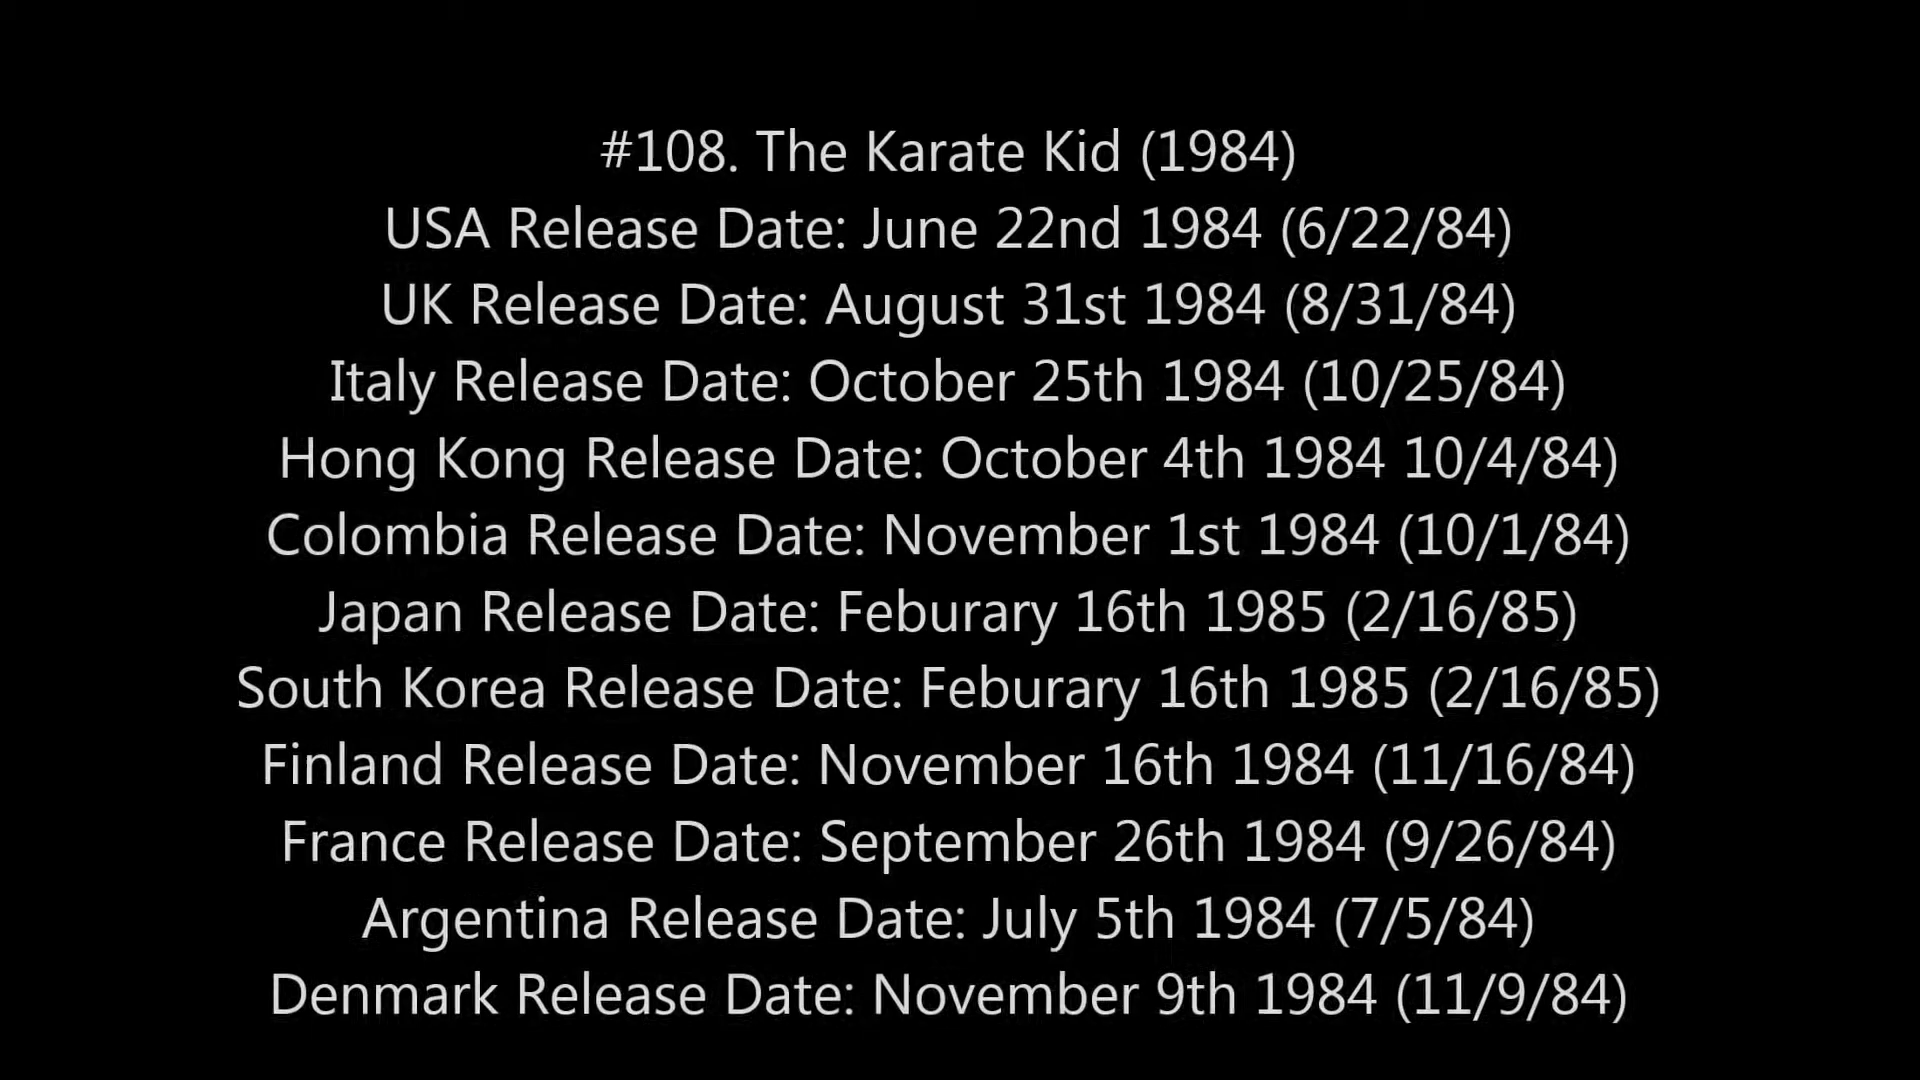 #108. The Karate Kid (1984)
USA Release Date: June 22nd 1984 (6/22/84)
UK Release Date: August 31st 1984 (8/31/84)
Italy Release Date: October 25th 1984 (10/25/84)
Hong Kong Release Date: October 4th 1984 10/4/84)
Colombia Release Date: November 1st 1984 (10/1/84)
Japan Release Date: Feburary 16th 1985 (2/16/85)
South Korea Release Date: Feburary 16th 1985 (2/16/85)
Finland Release Date: November 16th 1984 (11/16/84)
France Release Date: September 26th 1984 (9/26/84)
Argentina Release Date: July 5th 1984 (7/5/84)
Denmark Release Date: November 9th 1984 (11/9/84)